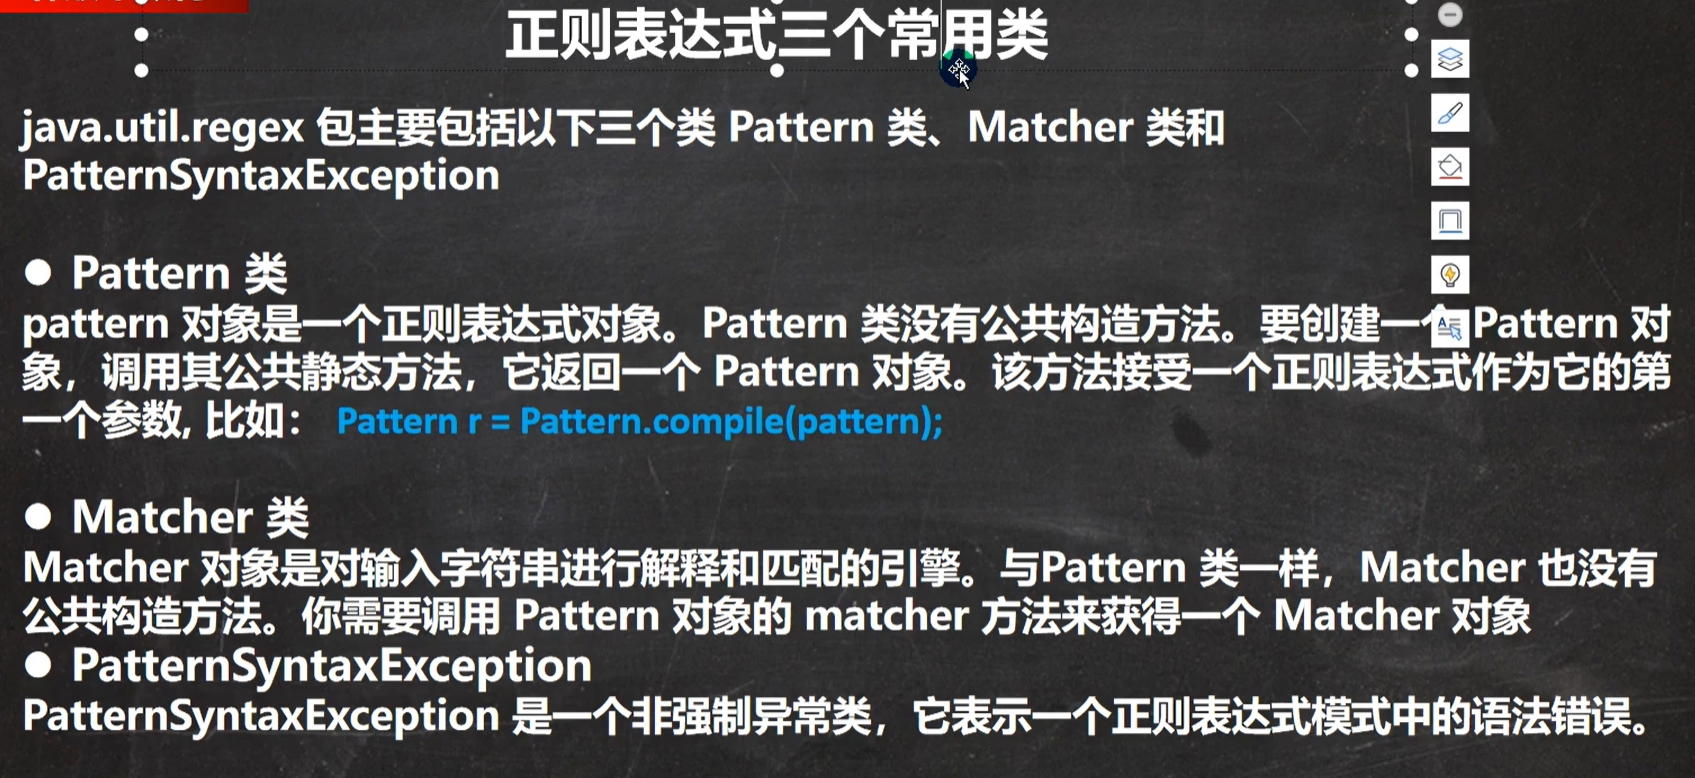 正则表达式三个常用类
java.util.regex 包主要包括以下三个类 Pattern 类、Matcher 类和
PatternSyntaxException
● Pattern 类
pattern 对象是一个正则表达式对象。Pattern 类没有公共构造方法。要创建一个 Pattern 对
象，调用其公共静态方法，它返回一个 Pattern 对象。该方法接受一个正则表达式作为它的第
一个参数, 比如： Pattern r = Pattern.compile(pattern);
● Matcher 类
Matcher 对象是对输入字符串进行解释和匹配的引擎。与Pattern 类一样，Matcher 也没有
公共构造方法。你需要调用 Pattern 对象的 matcher 方法来获得一个 Matcher 对象
● PatternSyntaxException
PatternSyntaxException 是一个非强制异常类，它表示一个正则表达式模式中的语法错误。